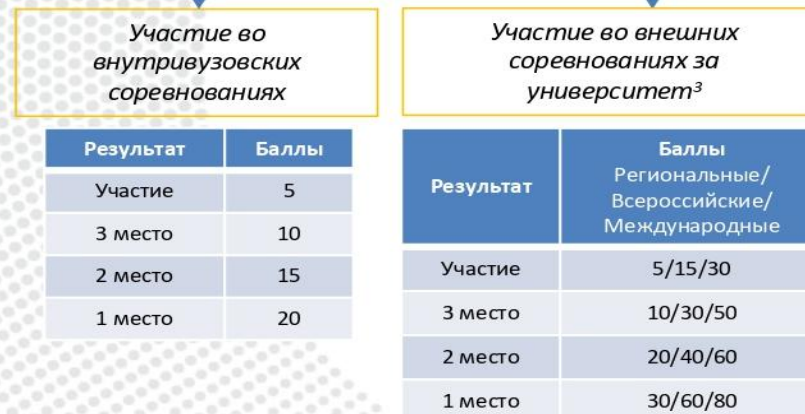 Участие во
внутривузовских
соревнованиях
Результат Баллы
Участие 5
3 место 10
2 место 15
1 место 20
Участие во внешних
соревнованиях за
университет³
Результат Баллы
Региональные/
Всероссийские/
Международные
Участие 5/15/30
3 место 10/30/50
2 место 20/40/60
1 место 30/60/80